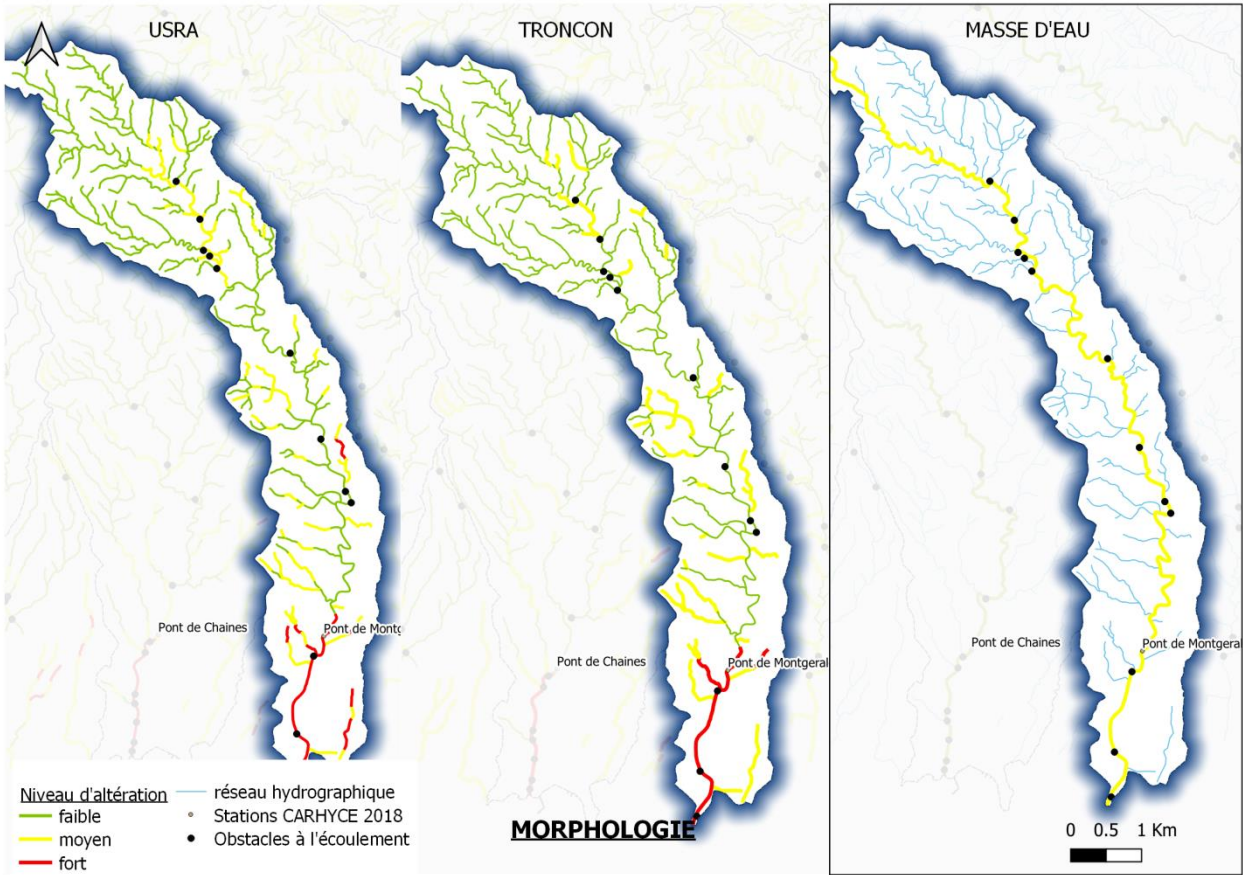 USRA
TRONCON
MASSE D'EAU
Pont de Chaines
Pont de Montg
Pont de Chaines
Pont de Montgeral
Pont de Chaines
Pont de Montgeral
Niveau d'altération
faible
moyen
fort
réseau hydrographique
Stations CARHYCE 2018
Obstacles à l'écoulement
MORPHOLOGIE
0 0.5 1 Km